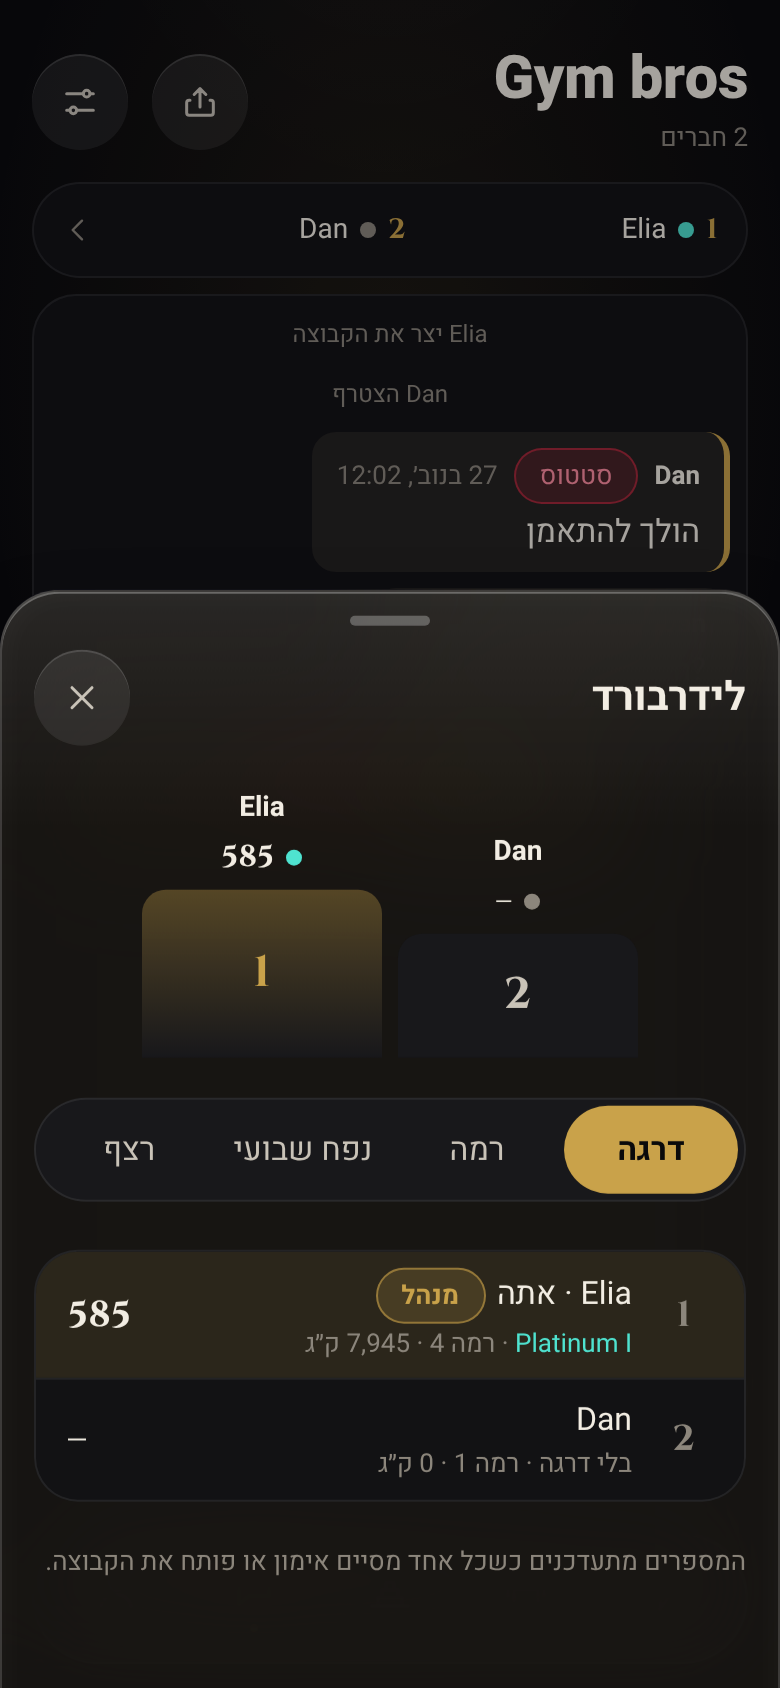 Gym bros
2 חברים
1 Elia 2 Dan
Elia יצר את הקבוצה
Dan הצטרף
Dan סטטוס 27 בנוב׳, 12:02
הולך להתאמן
לידרבורד
Elia
585
Dan
–
1
2
דרגה רמה נפח שבועי רצף
1 Elia · אתה מנהל 585
Platinum I · רמה 4 · 7,945 ק״ג
2 Dan –
בלי דרגה · רמה 1 · 0 ק״ג
המספרים מתעדכנים כשכל אחד מסיים אימון או פותח את הקבוצה.